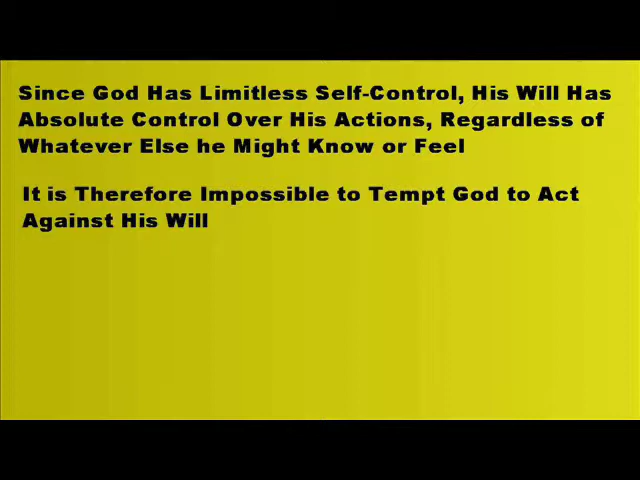 Since God Has Limitless Self-Control, His Will Has
Absolute Control Over His Actions, Regardless of
Whatever Else he Might Know or Feel
It is Therefore Impossible to Tempt God to Act
Against His Will